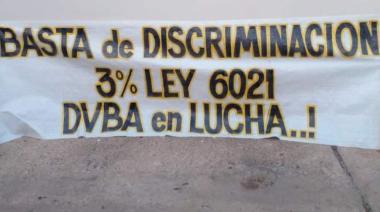 BASTA de DISCRIMINACION
3% LEY 6021
DVBA en LUCHA..!